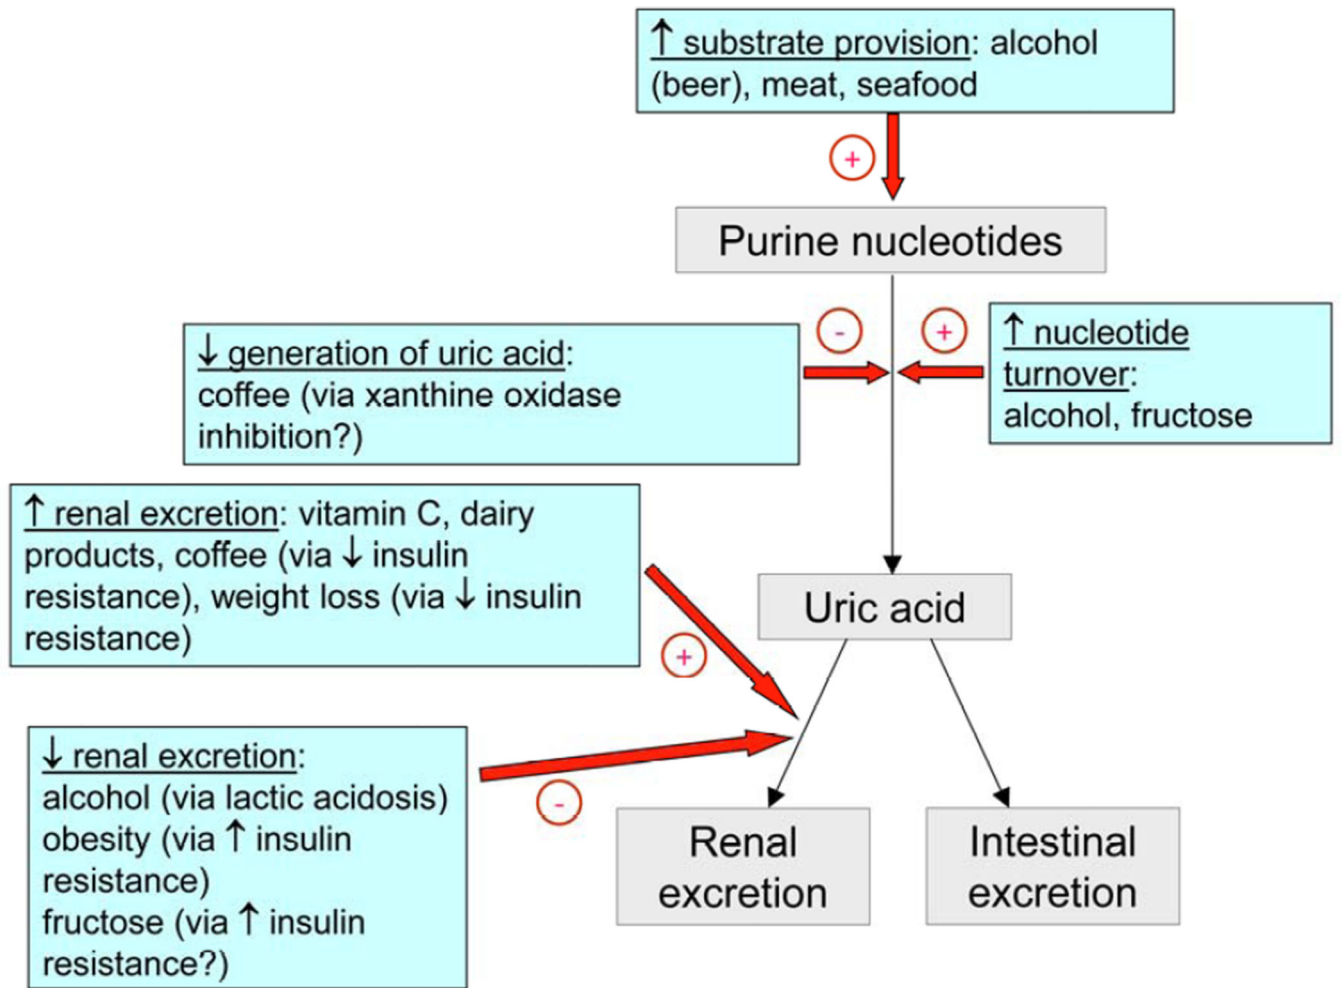 ↑ substrate provision: alcohol
(beer), meat, seafood
+
Purine nucleotides
-
+
↑ nucleotide
turnover:
alcohol, fructose
↓ generation of uric acid:
coffee (via xanthine oxidase
inhibition?)
↑ renal excretion: vitamin C, dairy
products, coffee (via ↓ insulin
resistance), weight loss (via ↓ insulin
resistance)
+
Uric acid
↓ renal excretion:
alcohol (via lactic acidosis)
obesity (via ↑ insulin
resistance)
fructose (via ↑ insulin
resistance?)
-
Renal
excretion
Intestinal
excretion